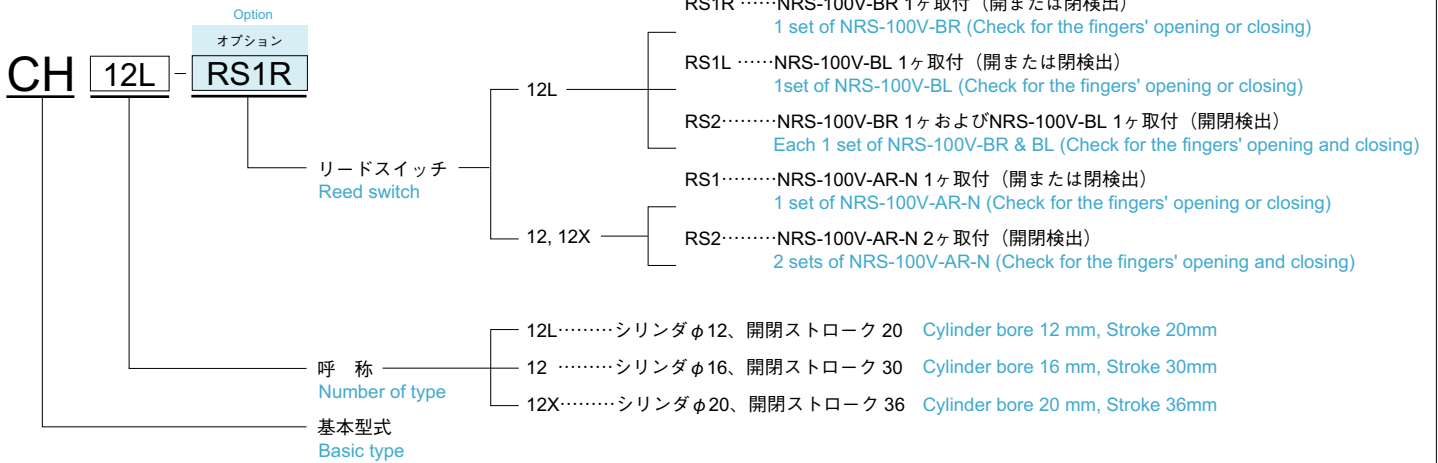 Option
オプション
CH 12L - RS1R
RS1R ……NRS-100V-BR 1ヶ取付（開または閉検出）
1 set of NRS-100V-BR (Check for the fingers' opening or closing)
RS1L ……NRS-100V-BL 1ヶ取付（開または閉検出）
1set of NRS-100V-BL (Check for the fingers' opening or closing)
12L
RS2………NRS-100V-BR 1ヶおよびNRS-100V-BL 1ヶ取付（開閉検出）
Each 1 set of NRS-100V-BR & BL (Check for the fingers' opening and closing)
リードスイッチ
Reed switch
RS1………NRS-100V-AR-N 1ヶ取付（開または閉検出）
1 set of NRS-100V-AR-N (Check for the fingers' opening or closing)
12, 12X
RS2………NRS-100V-AR-N 2ヶ取付（開閉検出）
2 sets of NRS-100V-AR-N (Check for the fingers' opening and closing)
12L………シリンダφ12、開閉ストローク 20 Cylinder bore 12 mm, Stroke 20mm
呼　称
Number of type
12 ………シリンダφ16、開閉ストローク 30 Cylinder bore 16 mm, Stroke 30mm
12X………シリンダφ20、開閉ストローク 36 Cylinder bore 20 mm, Stroke 36mm
基本型式
Basic type